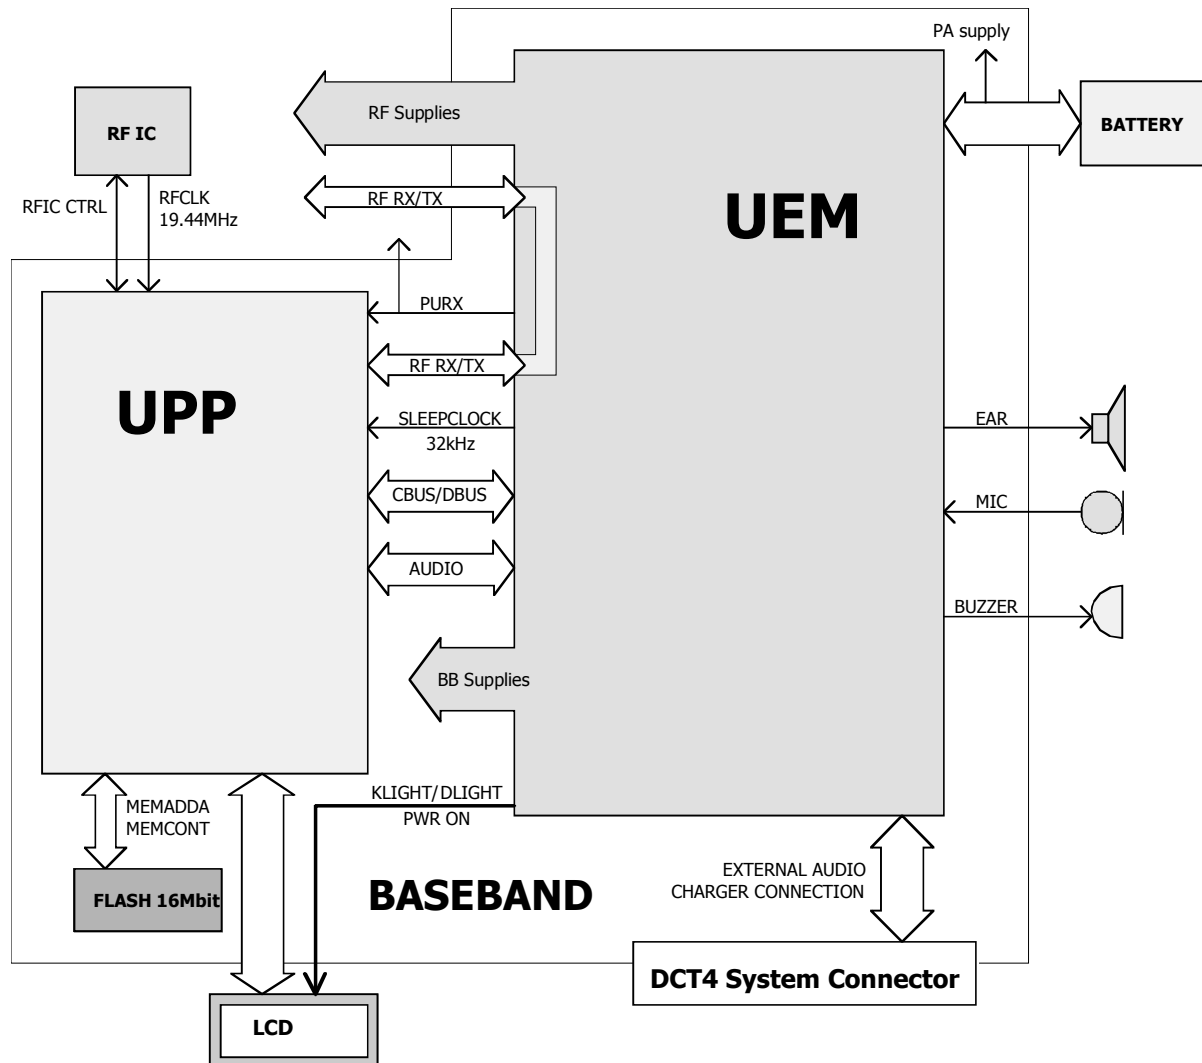 PA supply
RF Supplies
RF IC
BATTERY
RFIC CTRL
RFCLK
19.44MHz
RF RX/TX
UEM
PURX
RF RX/TX
UPP
SLEEPCLOCK
32kHz
EAR
CBUS/DBUS
MIC
AUDIO
BUZZER
BB Supplies
KLIGHT/DLIGHT
PWR ON
MEMADDA
MEMCONT
EXTERNAL AUDIO
CHARGER CONNECTION
FLASH 16Mbit
BASEBAND
DCT4 System Connector
LCD